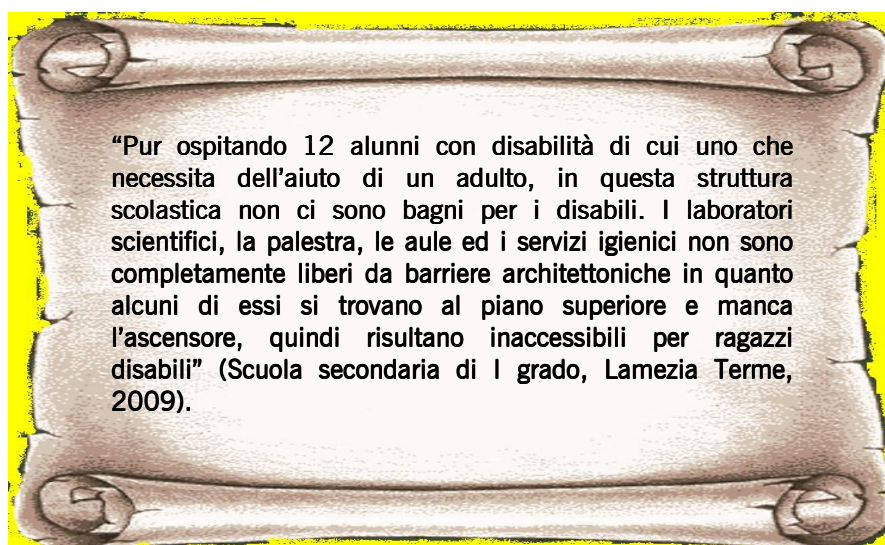 “Pur ospitando 12 alunni con disabilità di cui uno che
necessita dell’aiuto di un adulto, in questa struttura
scolastica non ci sono bagni per i disabili. I laboratori
scientifici, la palestra, le aule ed i servizi igienici non sono
completamente liberi da barriere architettoniche in quanto
alcuni di essi si trovano al piano superiore e manca
l’ascensore, quindi risultano inaccessibili per ragazzi
disabili” (Scuola secondaria di I grado, Lamezia Terme,
2009).